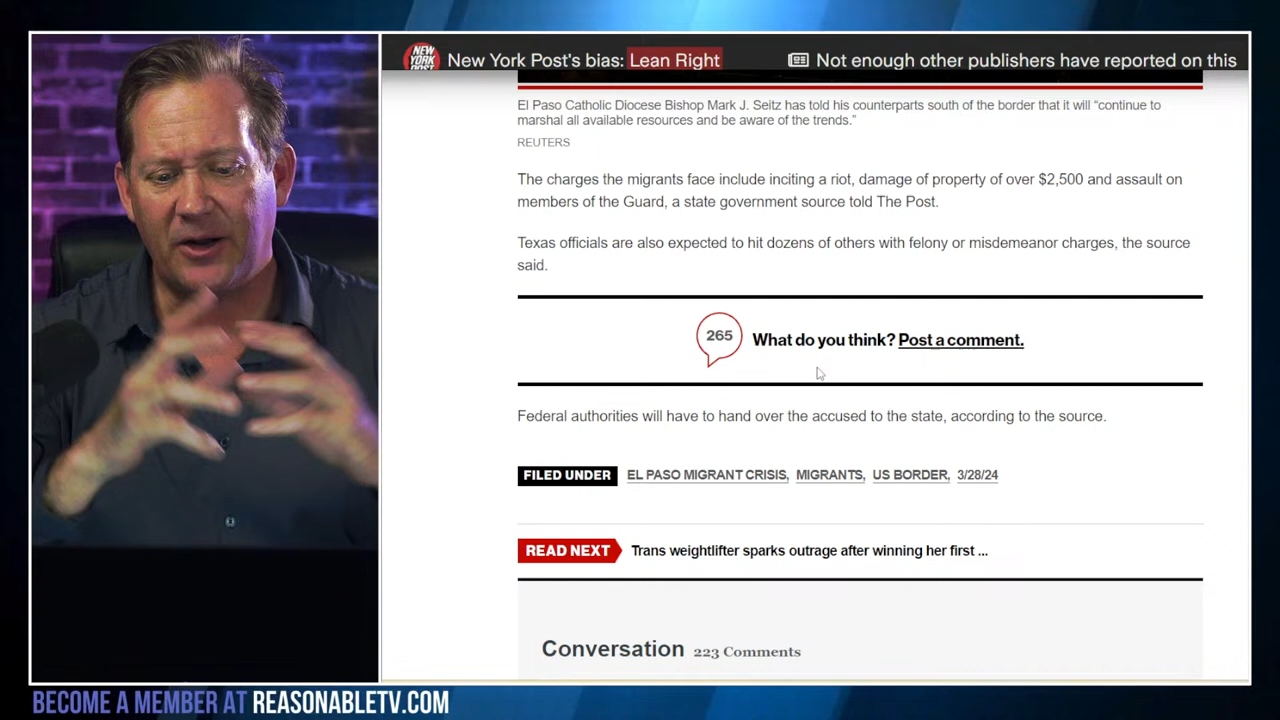 NEW YORK POST
New York Post's bias: Lean Right
Not enough other publishers have reported on this
El Paso Catholic Diocese Bishop Mark J. Seitz has told his counterparts south of the border that it will “continue to
marshal all available resources and be aware of the trends.”
REUTERS
The charges the migrants face include inciting a riot, damage of property of over $2,500 and assault on
members of the Guard, a state government source told The Post.
Texas officials are also expected to hit dozens of others with felony or misdemeanor charges, the source
said.
265
What do you think? Post a comment.
Federal authorities will have to hand over the accused to the state, according to the source.
FILED UNDER EL PASO MIGRANT CRISIS, MIGRANTS, US BORDER, 3/28/24
READ NEXT Trans weightlifter sparks outrage after winning her first ...
Conversation 223 Comments
BECOME A MEMBER AT REASONABLETV.COM